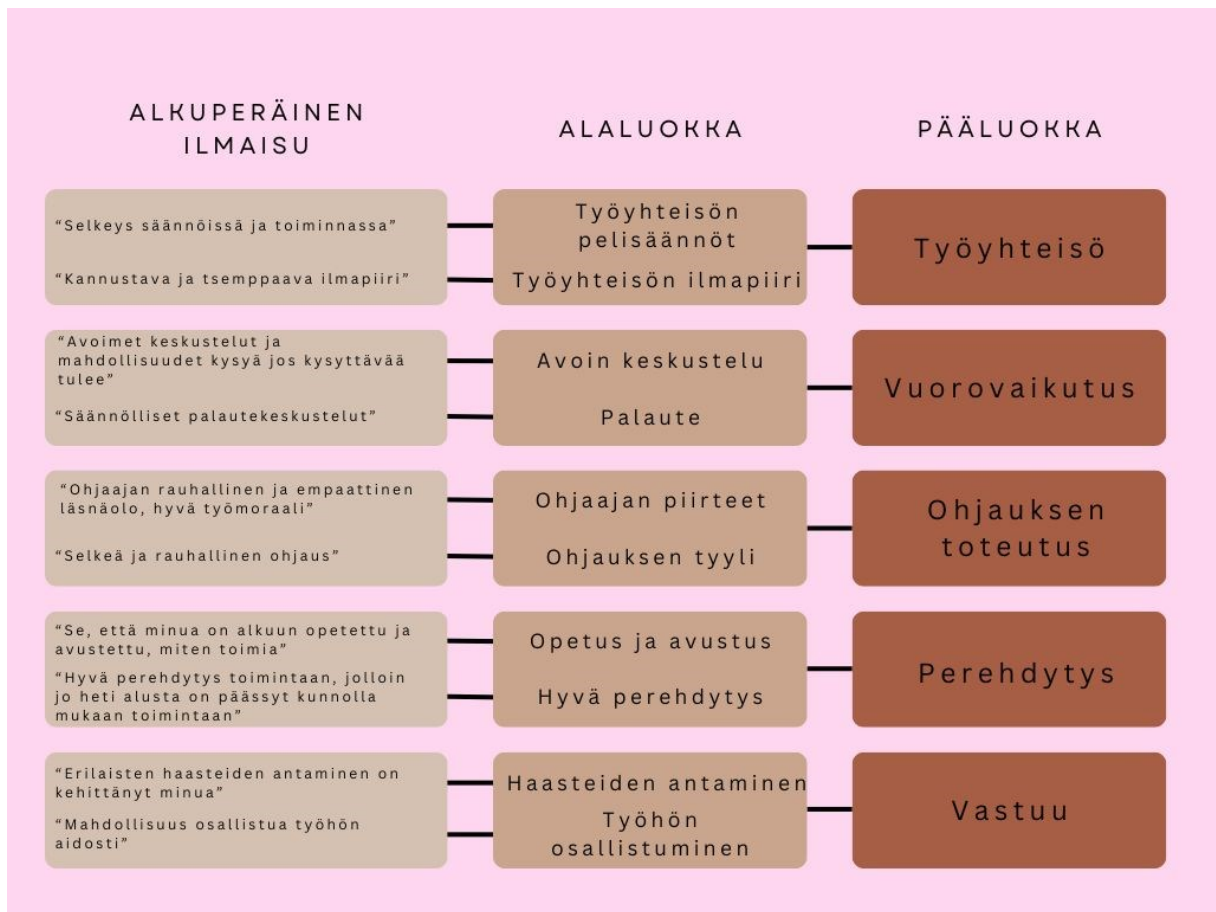 ALKUPERÄINEN
ILMAISU
ALALUOKKA
PÄÄLUOKKA
“Selkeys säännöissä ja toiminnassa”
“Kannustava ja tsemppaava ilmapiiri”
Työyhteisön
pelisäännöt
Työyhteisön ilmapiiri
Työyhteisö
“Avoimet keskustelut ja
mahdollisuudet kysyä jos kysyttävää
tulee”
“Säännölliset palautekeskustelut”
Avoin keskustelu
Palaute
Vuorovaikutus
“Ohjaajan rauhallinen ja empaattinen
läsnäolo, hyvä työmoraali”
“Selkeä ja rauhallinen ohjaus”
Ohjaajan piirteet
Ohjauksen tyyli
Ohjauksen
toteutus
“Se, että minua on alkuun opetettu ja
avustettu, miten toimia”
“Hyvä perehdytys toimintaan, jolloin
jo heti alusta on päässyt kunnolla
mukaan toimintaan”
Opetus ja avustus
Hyvä perehdytys
Perehdytys
“Erilaisten haasteiden antaminen on
kehittänyt minua”
“Mahdollisuus osallistua työhön
aidosti”
Haasteiden antaminen
Työhön
osallistuminen
Vastuu